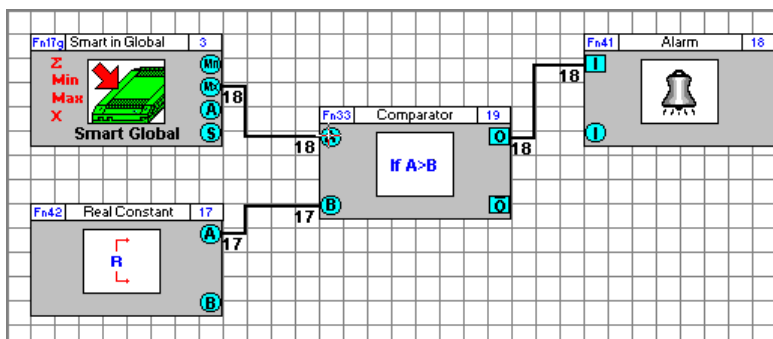 Fn17g Smart in Global 3
Σ
Min
Max
X
Mn
Mx
A
S
Smart Global
18
Fn42 Real Constant 17
R
A
B
17
Fn33 Comparator 19
18
A
17
B
If A>B
O
O
18
Fn41 Alarm 18
18
I
I